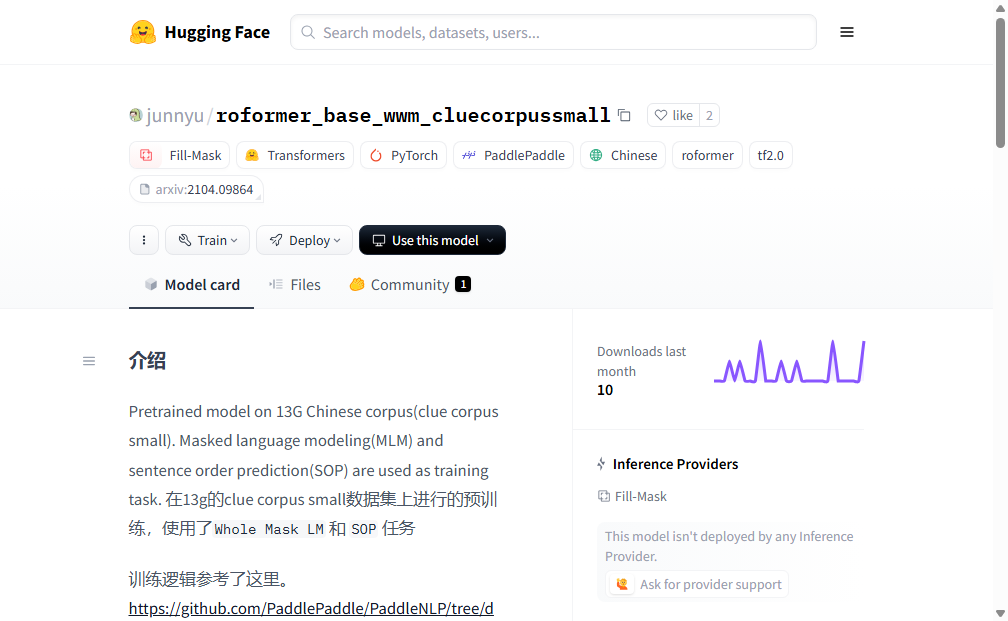 Hugging Face
Search models, datasets, users...
junnyu/roformer_base_wwm_cluecorpussmall
like 2
Fill-Mask Transformers PyTorch PaddlePaddle Chinese roformer tf2.0
arxiv:2104.09864
Train Deploy Use this model
Model card Files Community 1
介绍
Pretrained model on 13G Chinese corpus(clue corpus
small). Masked language modeling(MLM) and
sentence order prediction(SOP) are used as training
task. 在13g的clue corpus small数据集上进行的预训
练，使用了Whole Mask LM 和 SOP 任务
训练逻辑参考了这里。
https://github.com/PaddlePaddle/PaddleNLP/tree/d
Downloads last
month
10
Inference Providers
Fill-Mask
This model isn't deployed by any Inference
Provider.
Ask for provider support